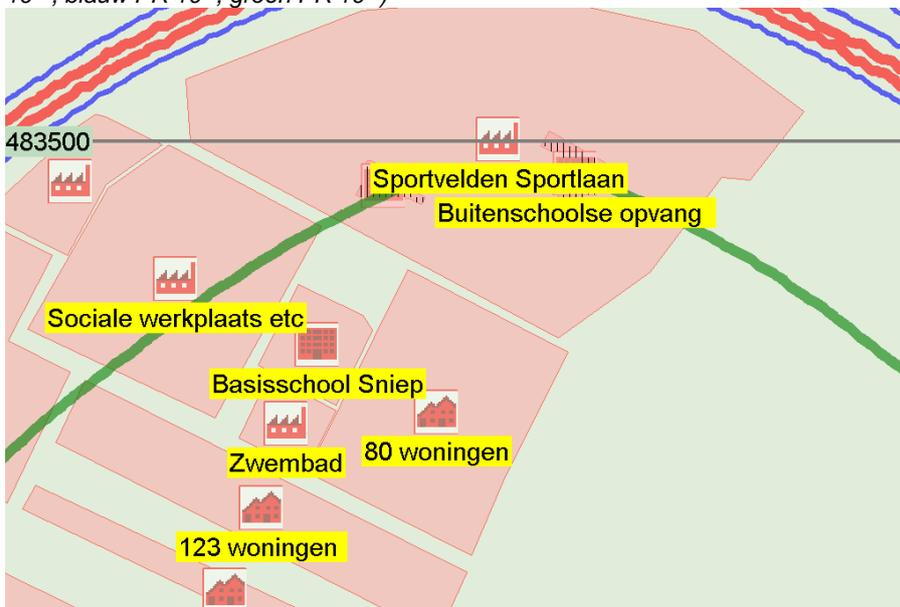 483500
Sportvelden Sportlaan
Buitenschoolse opvang
Sociale werkplaats etc
Basisschool Sniep
80 woningen
Zwembad
123 woningen